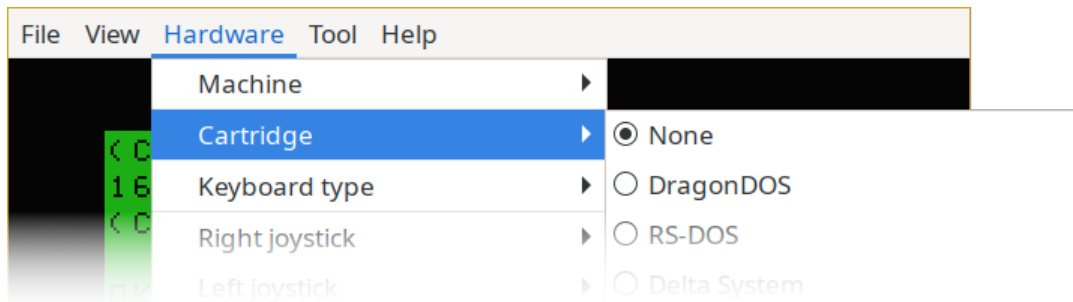 File View Hardware Tool Help
Machine
Cartridge
Keyboard type
Right joystick
Left joystick
None
DragonDOS
RS-DOS
Delta System
(C
16
(C